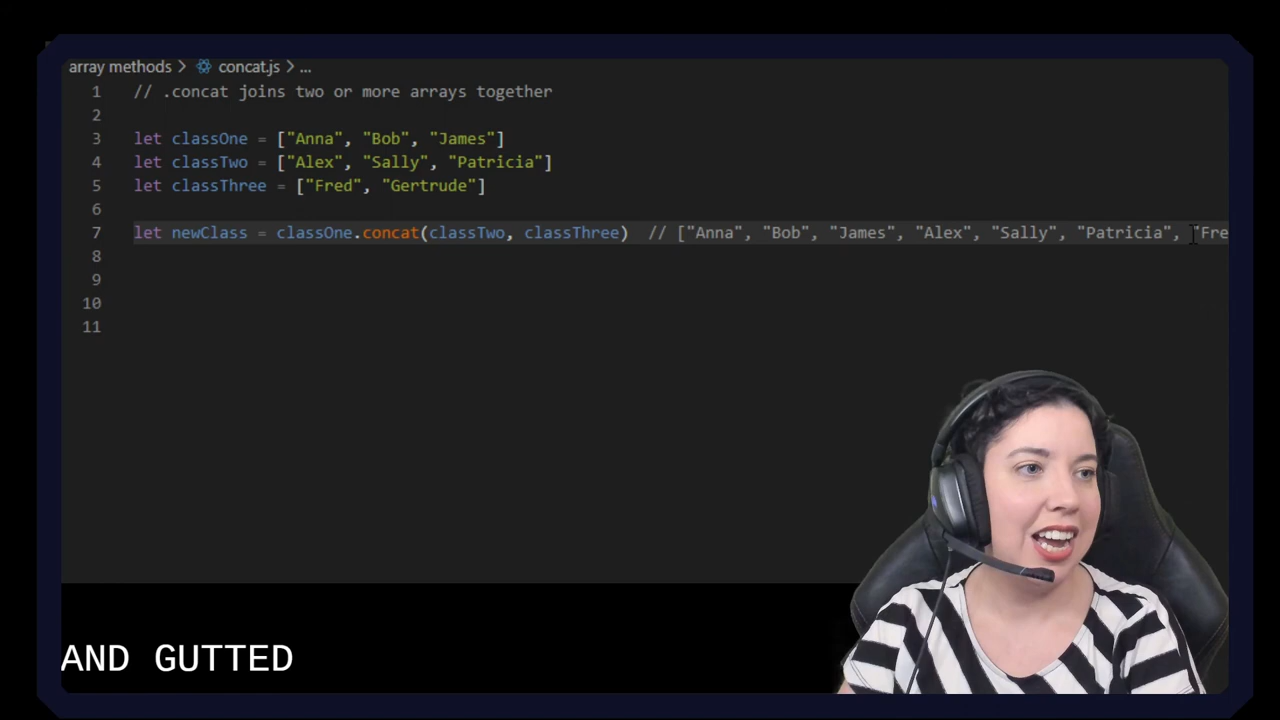 array methods > concat.js > ...
1 // .concat joins two or more arrays together
2
3 let classOne = ["Anna", "Bob", "James"]
4 let classTwo = ["Alex", "Sally", "Patricia"]
5 let classThree = ["Fred", "Gertrude"]
6
7 let newClass = classOne.concat(classTwo, classThree) // ["Anna", "Bob", "James", "Alex", "Sally", "Patricia", "Fre
8
9
10
11
AND GUTTED